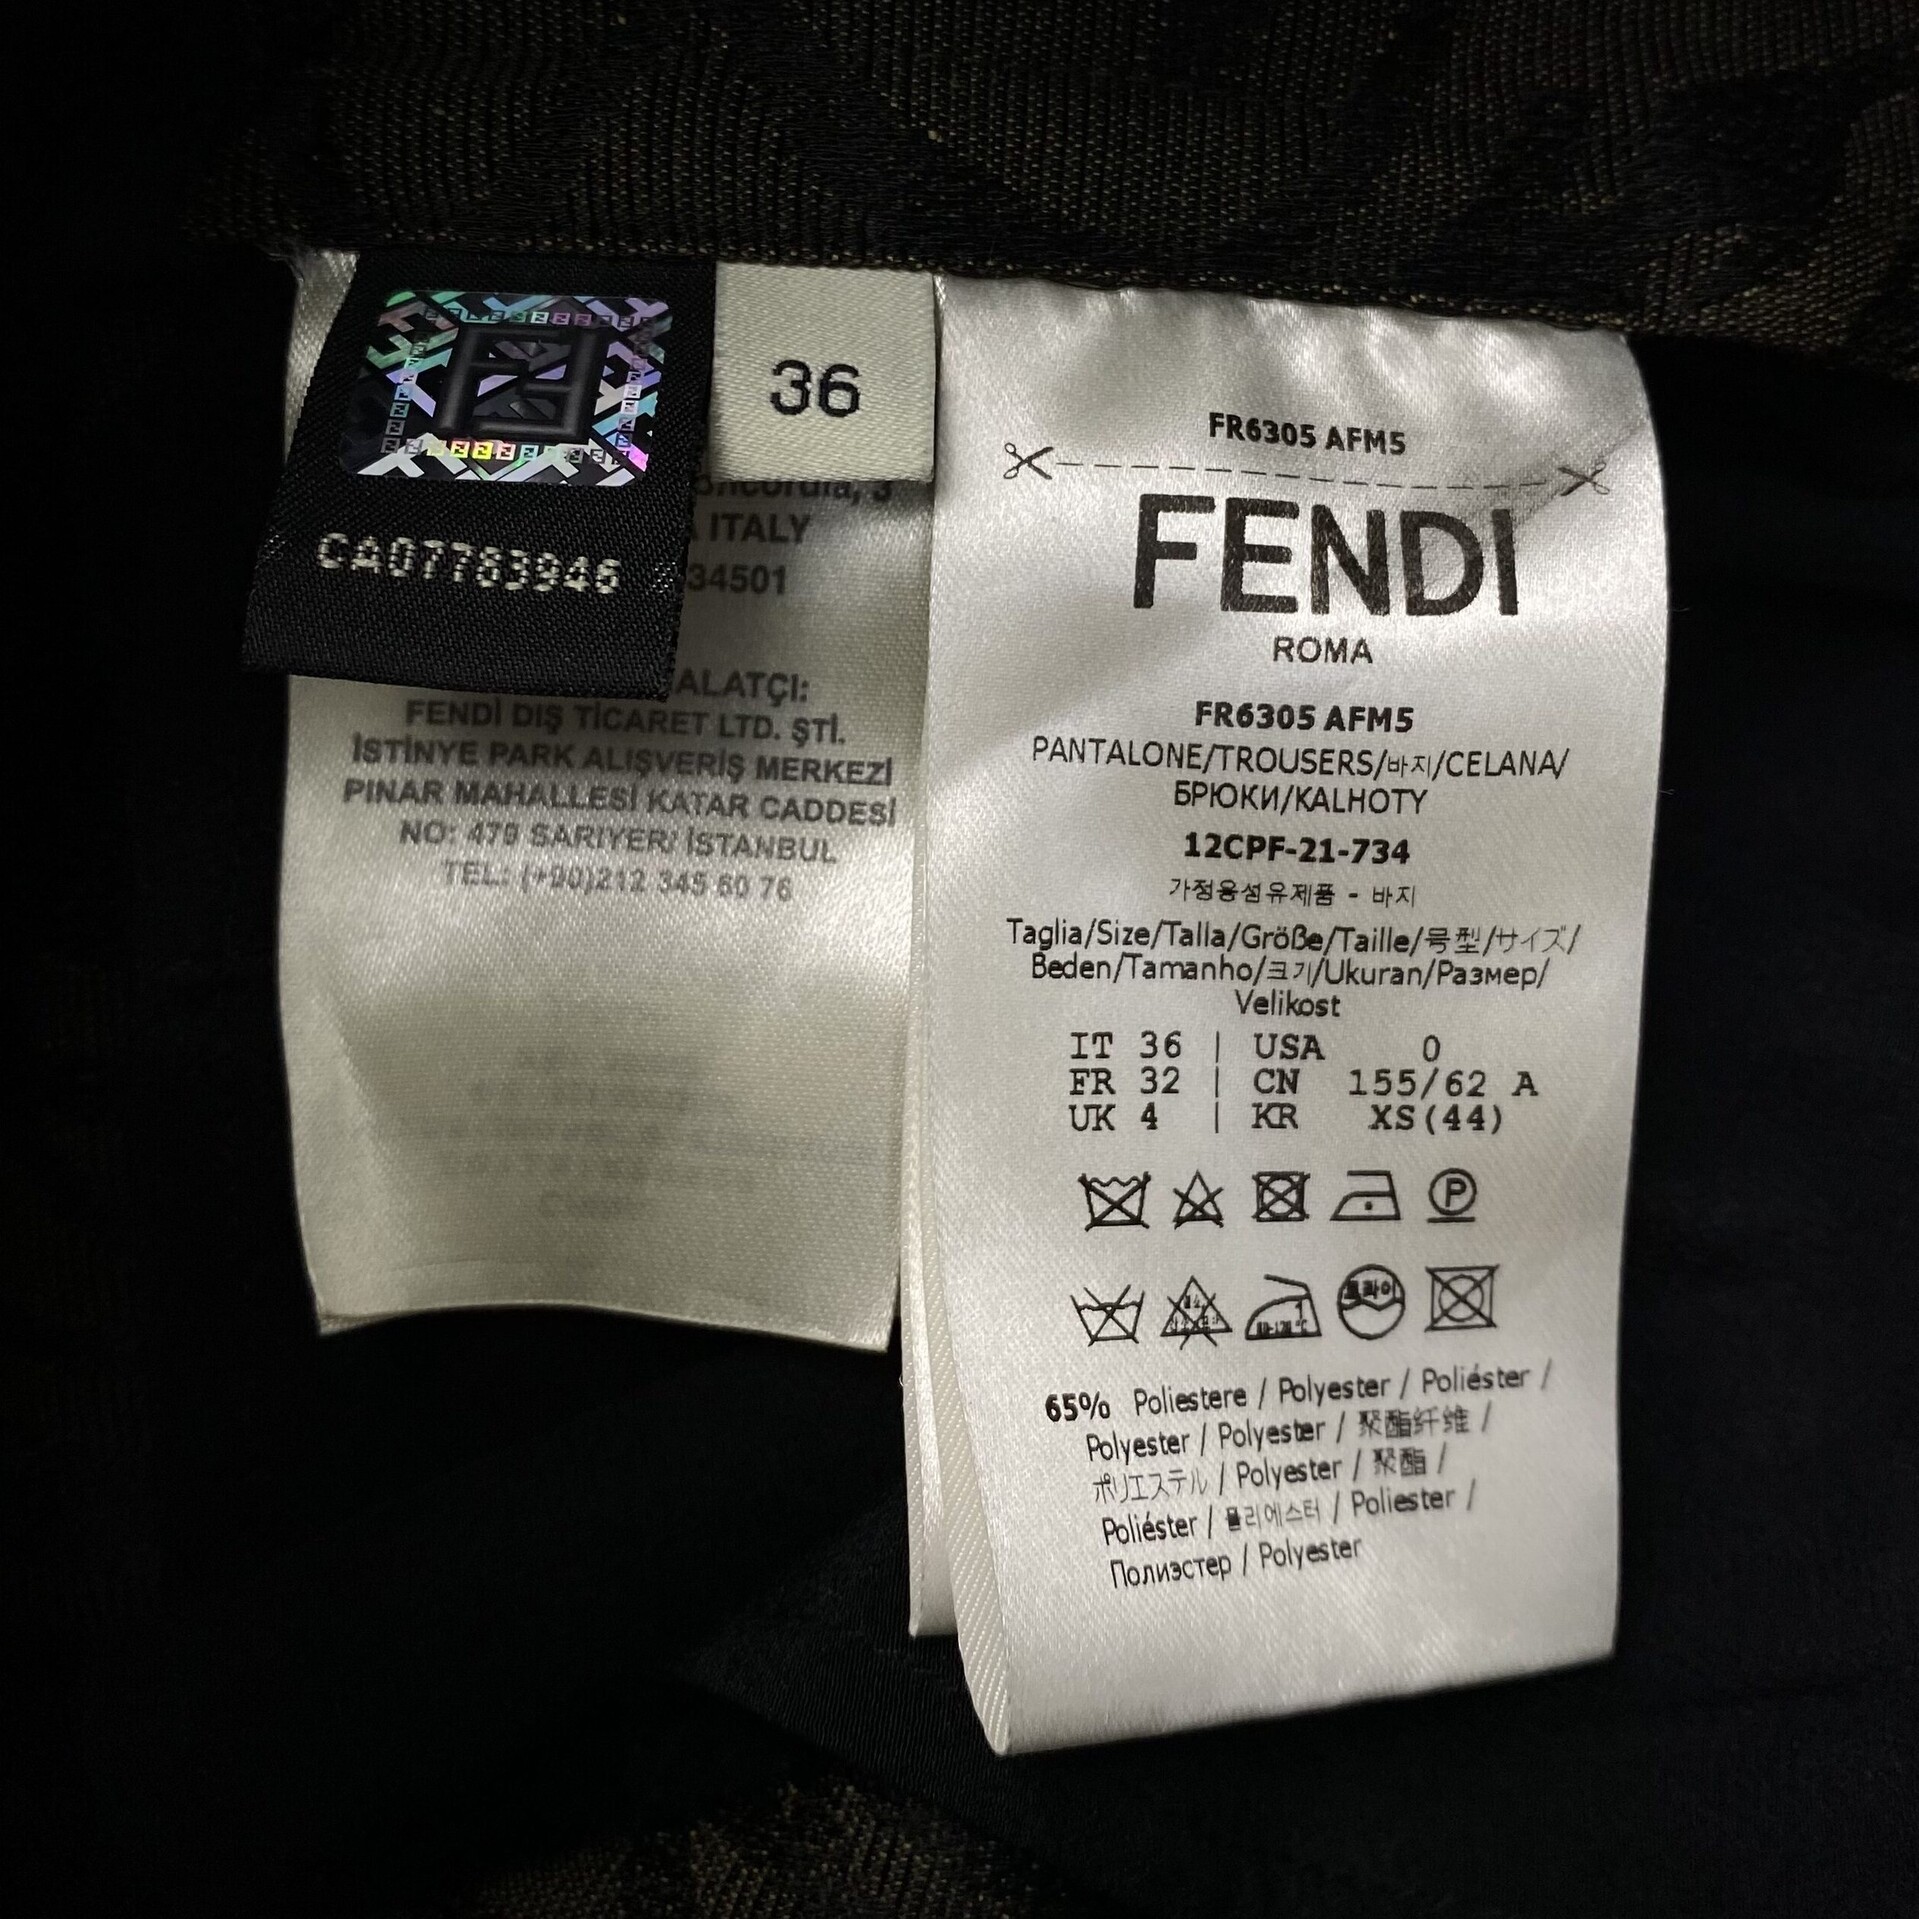 CA07783946
36
ITALY
34501
ALATÇI:
FENDİ DIŞ TİCARET LTD. ŞTİ.
İSTİNYE PARK ALIŞVERİŞ MERKEZİ
PINAR MAHALLESİ KATAR CADDESİ
NO: 479 SARIYER/ İSTANBUL
TEL: (+90)212 345 60 76
FR6305 AFM5
FENDI
ROMA
FR6305 AFM5
PANTALONE/TROUSERS/바지/CELANA/
БРЮКИ/KALHOTY
12CPF-21-734
가정용섬유제품 - 바지
Taglia/Size/Talla/Größe/Taille/号型/サイズ/
Beden/Tamanho/크기/Ukuran/Размер/
Velikost
IT 36 | USA 0
FR 32 | CN 155/62 A
UK 4 | KR XS(44)
P
드라이
65% Poliestere / Polyester / Poliéster /
Polyester / Polyester / 聚酯纤维 /
ポリエステル / Polyester / 聚酯 /
Poliéster / 폴리에스터 / Poliester /
Полиэстер / Polyester